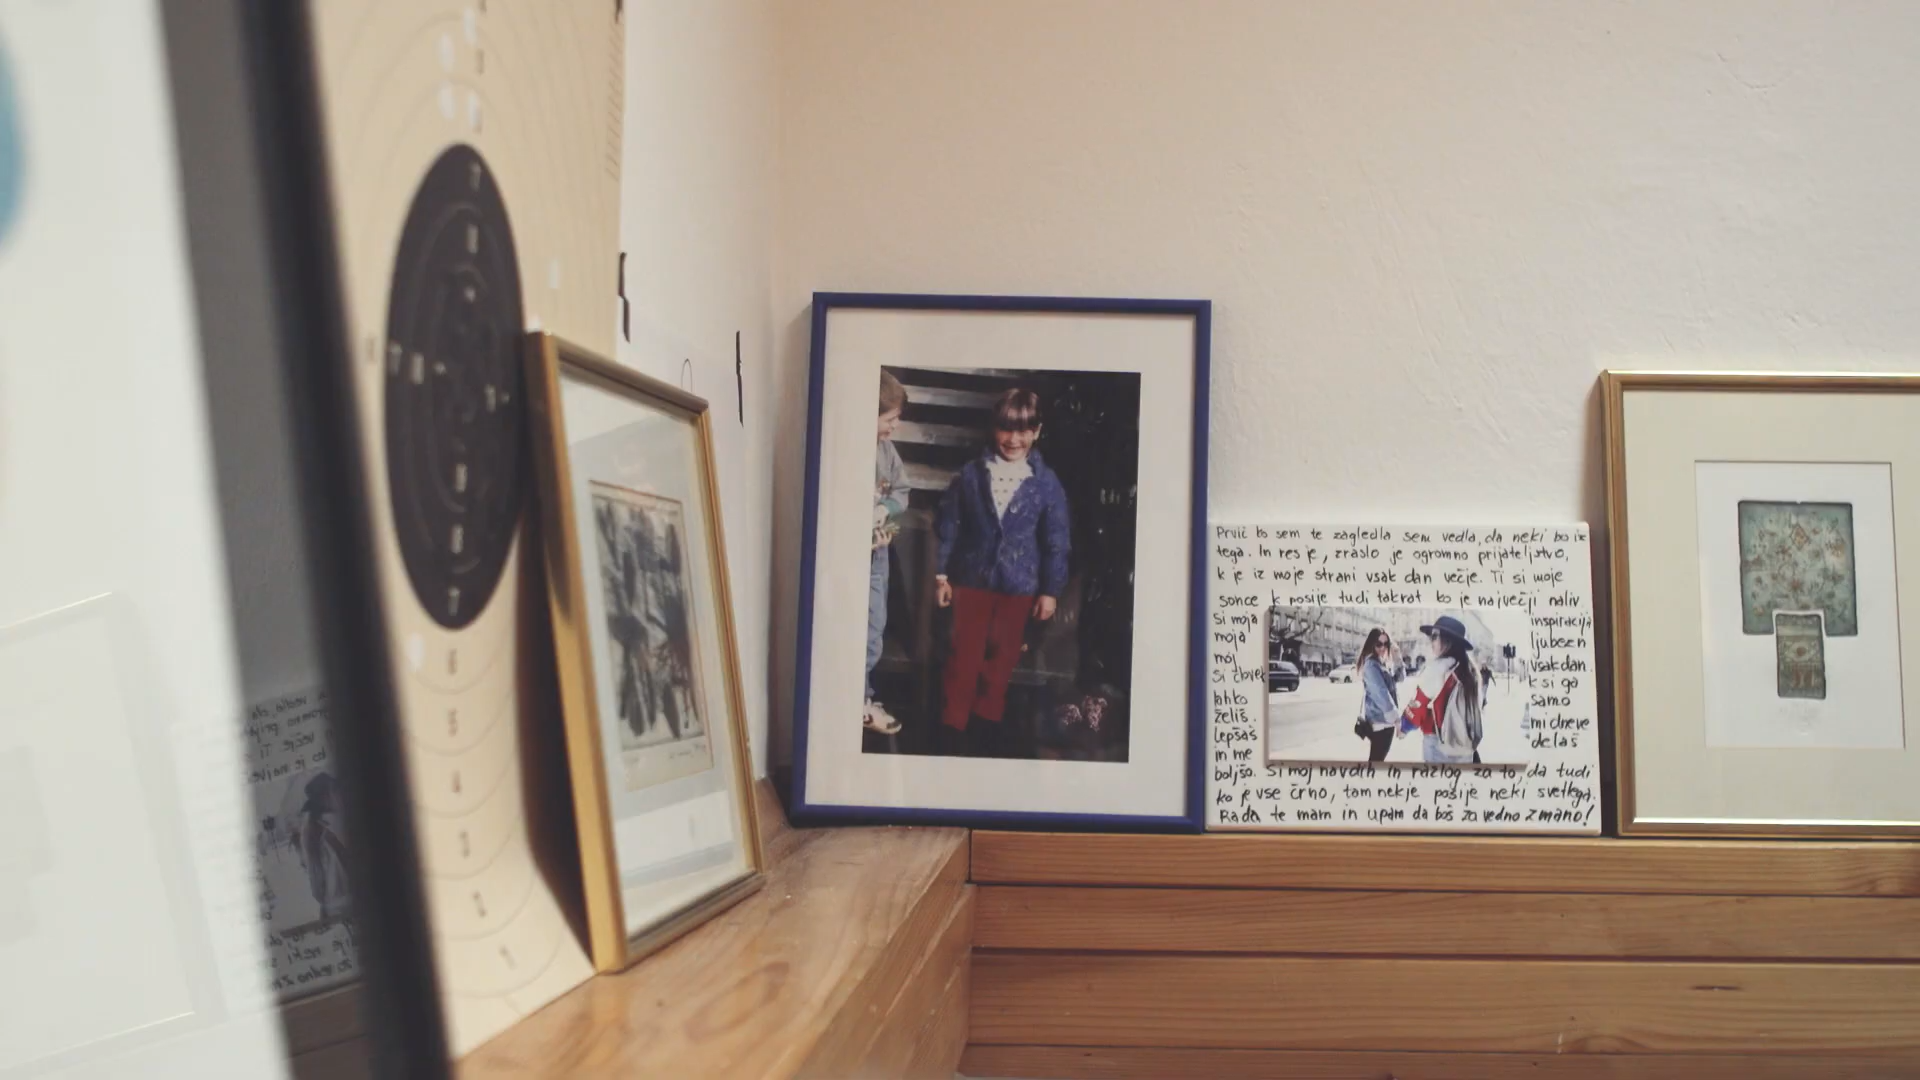 Prvič ko sem te zagledla sem vedla, da neki bo iz
tega. In res je, zraslo je ogromno prijateljstvo,
k je iz moje strani vsak dan večje. Ti si moje
sonce k posije tudi takrat ko je največji naliv.
si moja inspiracija
moja ljubezen
moj vsakdan.
si človek k si ga
lahko samo
želiš. mi dneve
lepšaš delaš
in me
boljšo. Si moj navdih in razlog za to, da tudi
ko je vse črno, tam nekje posije neki svetlega.
Rada te mam in upam da boš za vedno z mano!